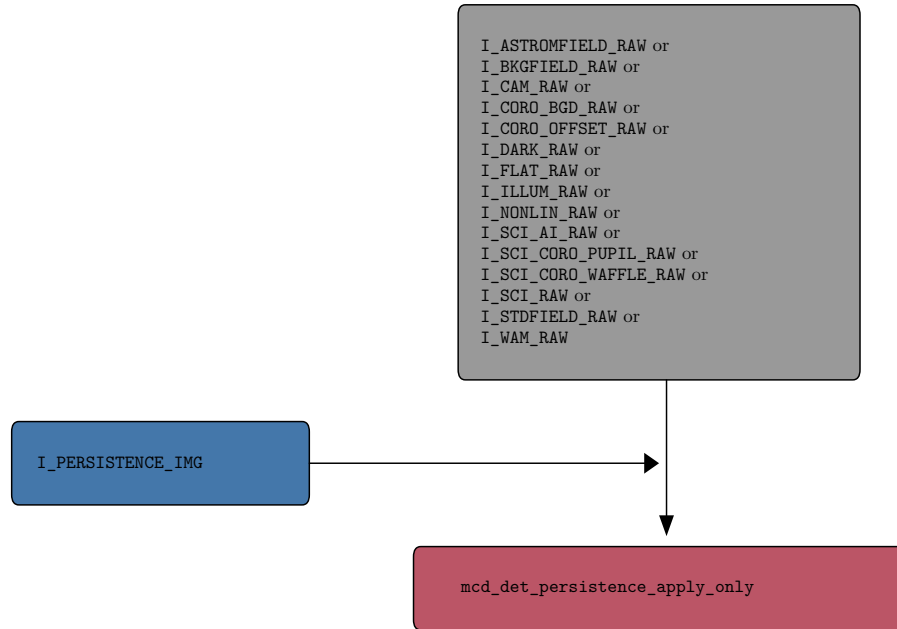 I_ASTROMFIELD_RAW or
I_BKGFIELD_RAW or
I_CAM_RAW or
I_CORO_BGD_RAW or
I_CORO_OFFSET_RAW or
I_DARK_RAW or
I_FLAT_RAW or
I_ILLUM_RAW or
I_NONLIN_RAW or
I_SCI_AI_RAW or
I_SCI_CORO_PUPIL_RAW or
I_SCI_CORO_WAFFLE_RAW or
I_SCI_RAW or
I_STDFIELD_RAW or
I_WAM_RAW
I_PERSISTENCE_IMG
mcd_det_persistence_apply_only